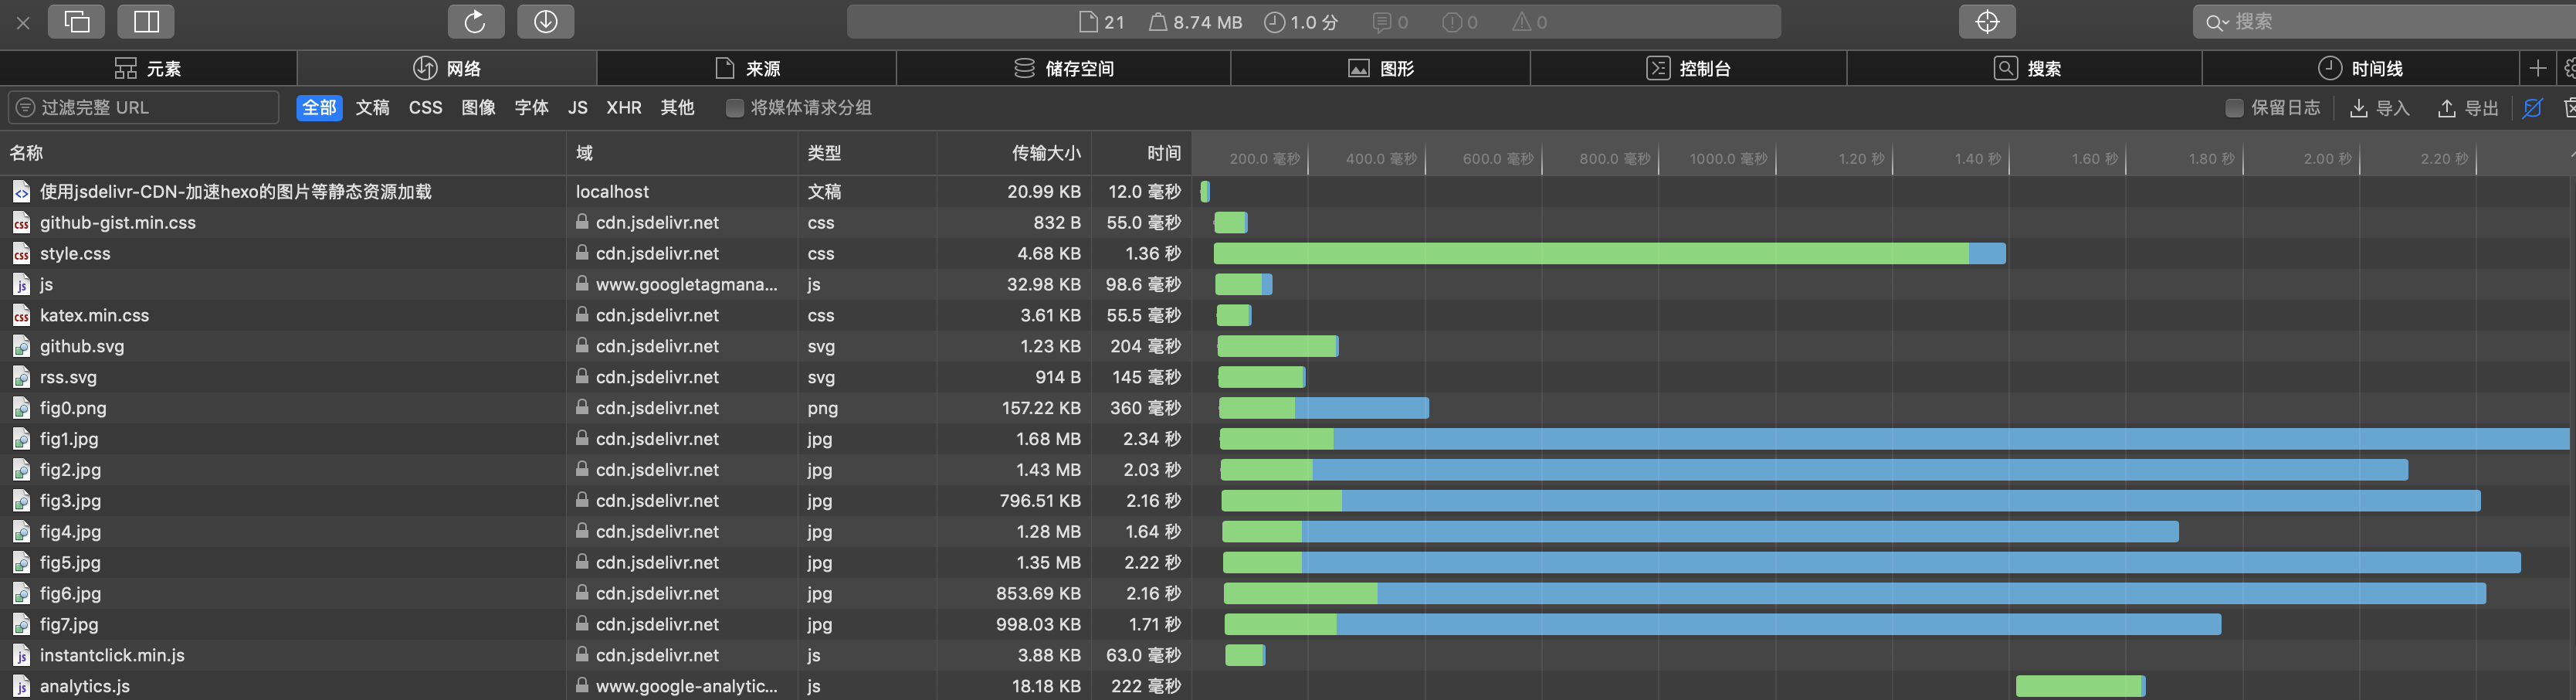 21 8.74 MB 1.0 分 0 0 0 搜索
元素 网络 来源 储存空间 图形 控制台 搜索 时间线
过滤完整 URL 全部 文稿 CSS 图像 字体 JS XHR 其他 将媒体请求分组 保留日志 导入 导出
名称 域 类型 传输大小 时间 200.0 毫秒 400.0 毫秒 600.0 毫秒 800.0 毫秒 1000.0 毫秒 1.20 秒 1.40 秒 1.60 秒 1.80 秒 2.00 秒 2.20 秒
使用jsdelivr-CDN-加速hexo的图片等静态资源加载 localhost 文稿 20.99 KB 12.0 毫秒
css github-gist.min.css cdn.jsdelivr.net css 832 B 55.0 毫秒
css style.css cdn.jsdelivr.net css 4.68 KB 1.36 秒
js js www.googletagmana... js 32.98 KB 98.6 毫秒
css katex.min.css cdn.jsdelivr.net css 3.61 KB 55.5 毫秒
github.svg cdn.jsdelivr.net svg 1.23 KB 204 毫秒
rss.svg cdn.jsdelivr.net svg 914 B 145 毫秒
fig0.png cdn.jsdelivr.net png 157.22 KB 360 毫秒
fig1.jpg cdn.jsdelivr.net jpg 1.68 MB 2.34 秒
fig2.jpg cdn.jsdelivr.net jpg 1.43 MB 2.03 秒
fig3.jpg cdn.jsdelivr.net jpg 796.51 KB 2.16 秒
fig4.jpg cdn.jsdelivr.net jpg 1.28 MB 1.64 秒
fig5.jpg cdn.jsdelivr.net jpg 1.35 MB 2.22 秒
fig6.jpg cdn.jsdelivr.net jpg 853.69 KB 2.16 秒
fig7.jpg cdn.jsdelivr.net jpg 998.03 KB 1.71 秒
js instantclick.min.js cdn.jsdelivr.net js 3.88 KB 63.0 毫秒
js analytics.js www.google-analytic... js 18.18 KB 222 毫秒